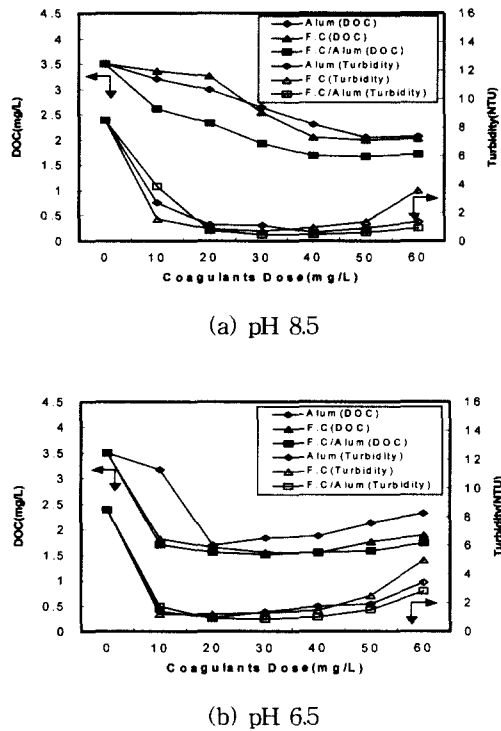 4.5
4
3.5
3
2.5
2
1.5
1
0.5
0
DOC(mg/L)
16
14
12
10
8
6
4
2
0
Turbidity(NTU)
Alum(DOC)
F.C(DOC)
F.C/Alum(DOC)
Alum(Turbidity)
F.C(Turbidity)
F.C/Alum(Turbidity)
0 10 20 30 40 50 60
Coagulants Dose(mg/L)
(a) pH 8.5
4.5
4
3.5
3
2.5
2
1.5
1
0.5
0
DOC(mg/L)
16
14
12
10
8
6
4
2
0
Turbidity(NTU)
Alum(DOC)
F.C(DOC)
F.C/Alum(DOC)
Alum(Turbidity)
F.C(Turbidity)
F.C/Alum(Turbidity)
0 10 20 30 40 50 60
Coagulants Dose(mg/L)
(b) pH 6.5